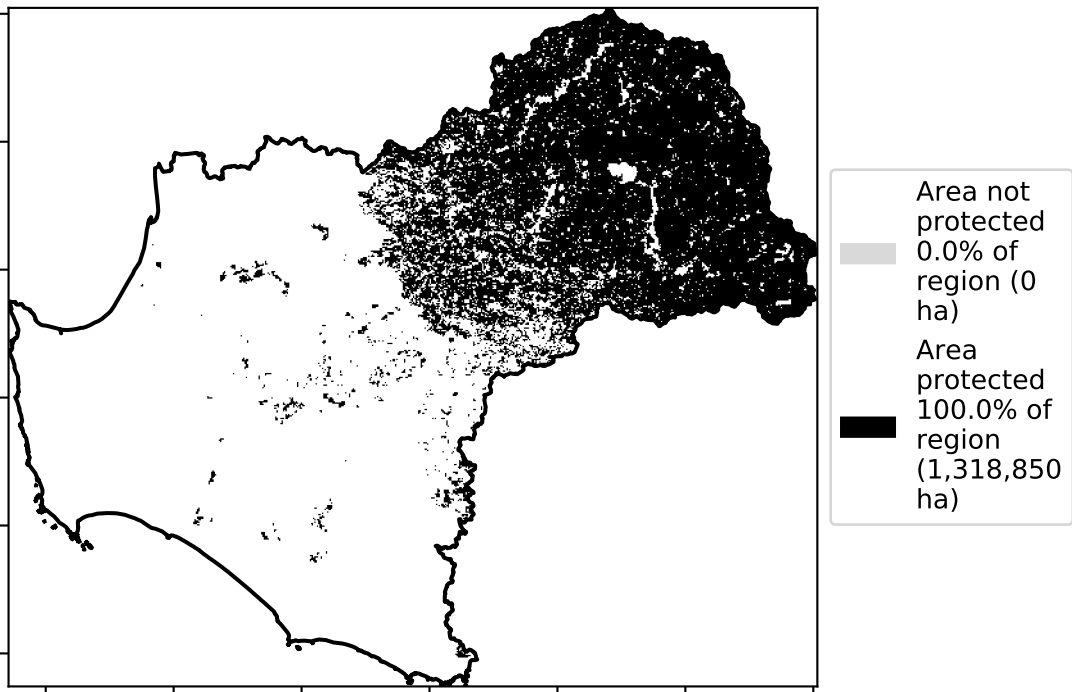 Area not
protected
0.0% of
region (0
ha)
Area
protected
100.0% of
region
(1,318,850
ha)